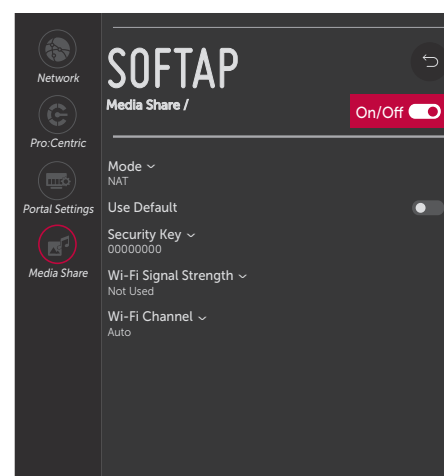 Network
Pro:Centric
Portal Settings
Media Share
SOFTAP
Media Share /
On/Off
Mode
NAT
Use Default
Security Key
00000000
Wi-Fi Signal Strength
Not Used
Wi-Fi Channel
Auto